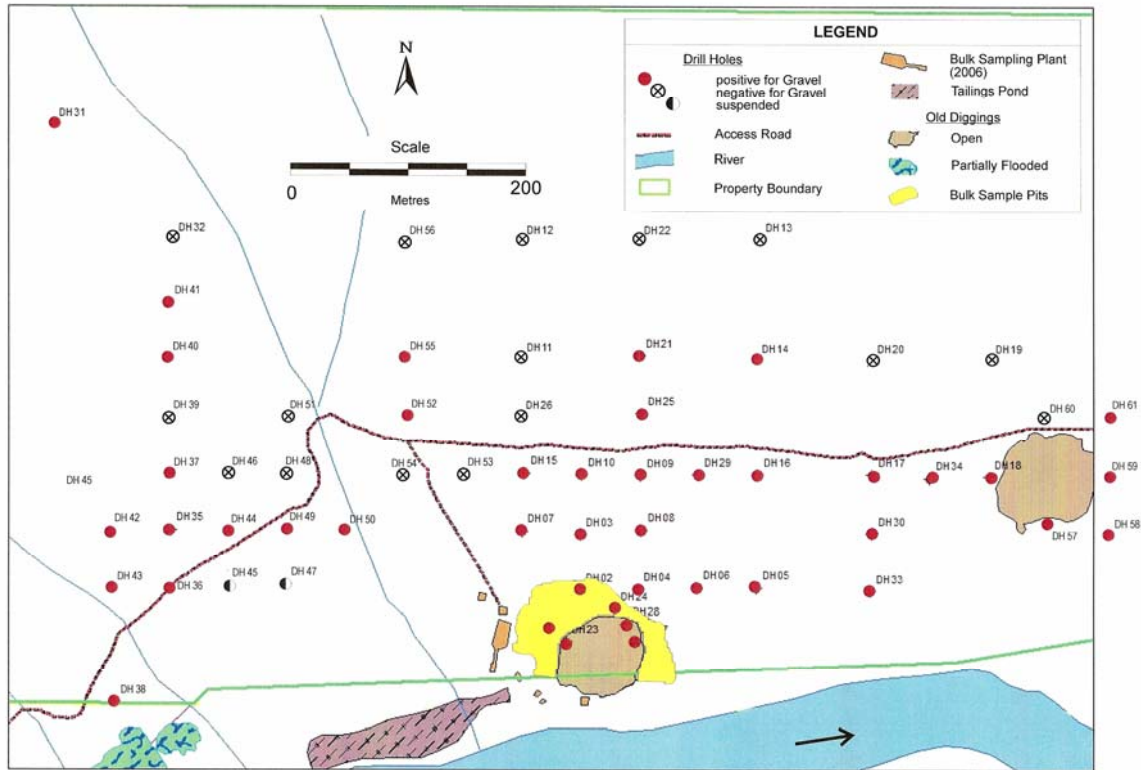 LEGEND
Drill Holes
positive for Gravel
negative for Gravel
suspended
Access Road
River
Property Boundary
Bulk Sampling Plant
(2006)
Tailings Pond
Old Diggings
Open
Partially Flooded
Bulk Sample Pits
N
Scale
0 200
Metres
DH 31
DH 32
DH 56
DH 12
DH 22
DH 13
DH 41
DH 40
DH 55
DH 11
DH 21
DH 14
DH 20
DH 19
DH 39
DH 51
DH 52
DH 26
DH 25
DH 60
DH 61
DH 45
DH 37
DH 46
DH 48
DH 54
DH 53
DH 15
DH 10
DH 09
DH 29
DH 16
DH 17
DH 34
DH 18
DH 59
DH 42
DH 35
DH 44
DH 49
DH 50
DH 07
DH 03
DH 08
DH 30
DH 57
DH 58
DH 43
DH 36
DH 45
DH 47
DH 02
DH 04
DH 06
DH 05
DH 33
DH 24
DH 28
DH 23
DH 38